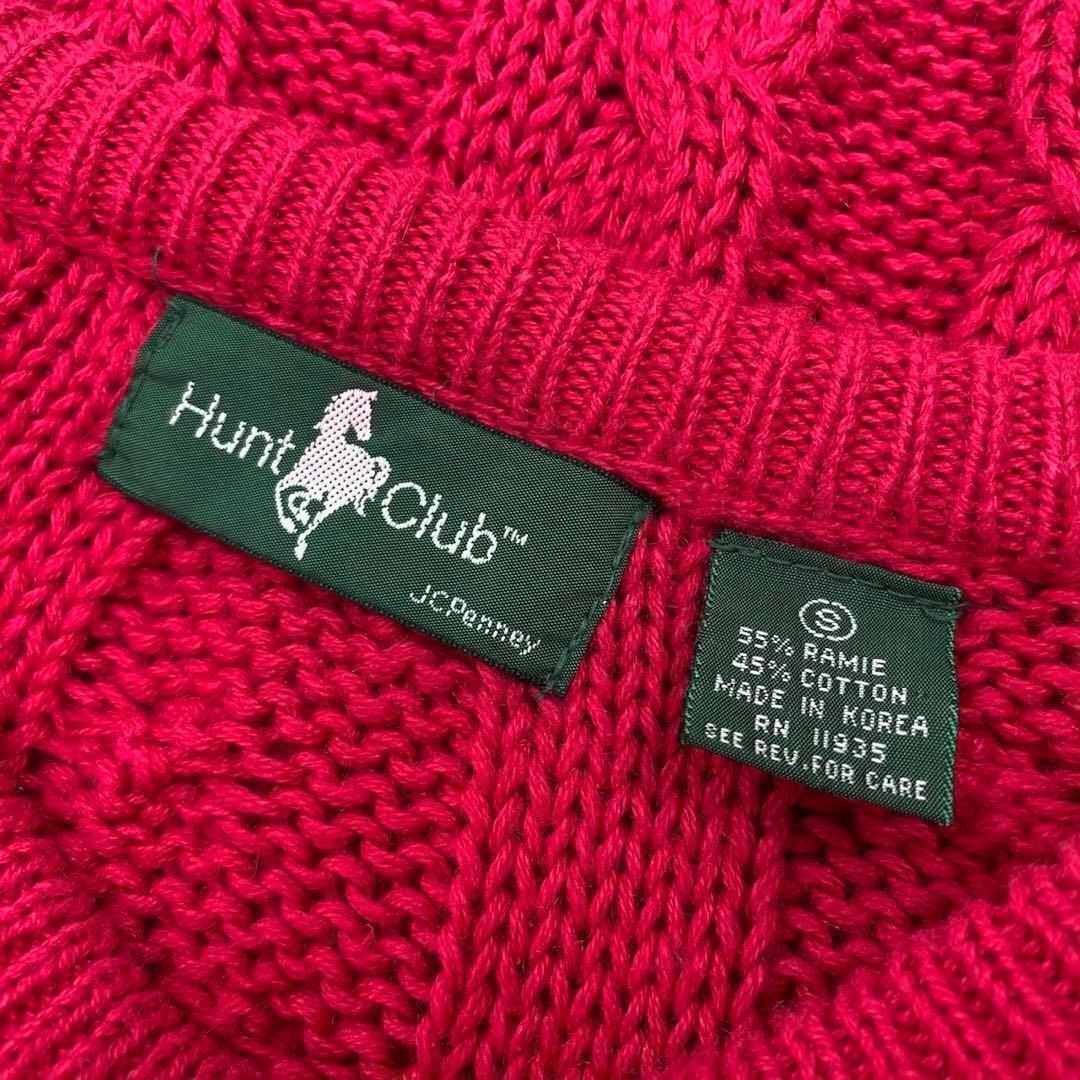 Hunt Club™
JCPenney
S
55% RAMIE
45% COTTON
MADE IN KOREA
RN 11935
SEE REV. FOR CARE